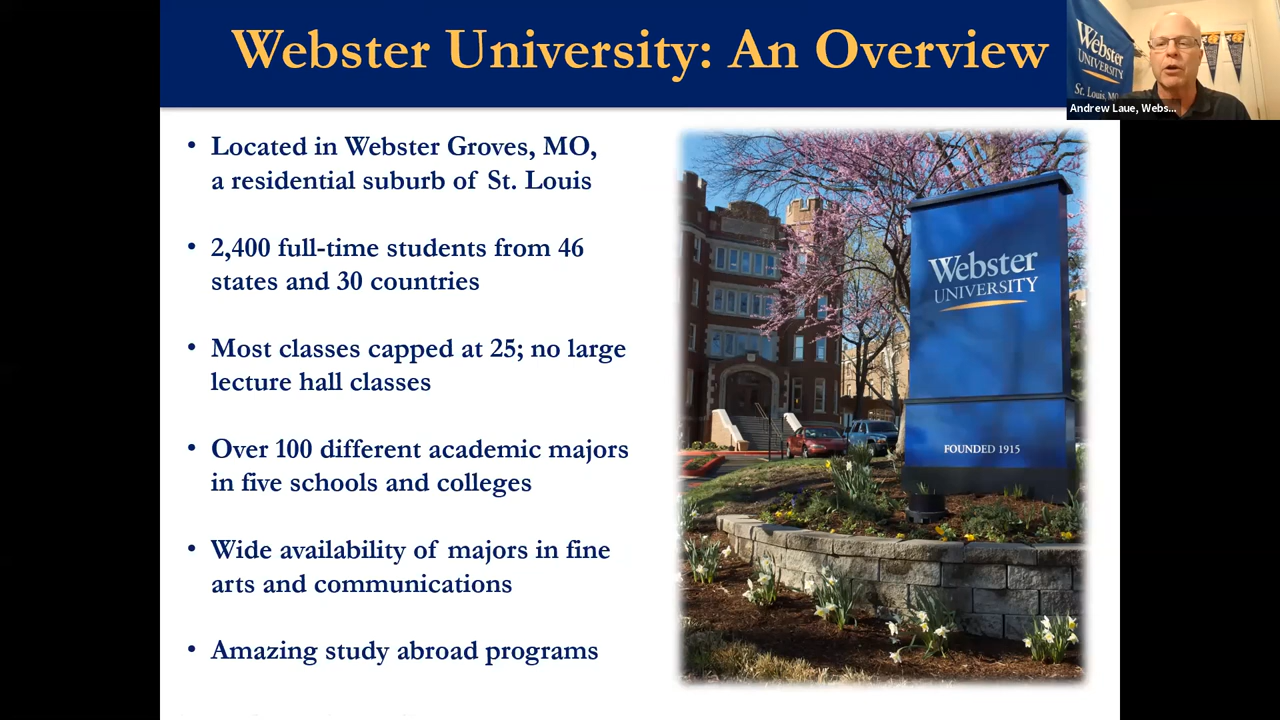 Webster University: An Overview
Webster
UNIVERSITY
St. Louis, MO
Andrew Laue, Webs...
• Located in Webster Groves, MO,
a residential suburb of St. Louis
• 2,400 full-time students from 46
states and 30 countries
• Most classes capped at 25; no large
lecture hall classes
• Over 100 different academic majors
in five schools and colleges
• Wide availability of majors in fine
arts and communications
• Amazing study abroad programs
Webster
UNIVERSITY
FOUNDED 1915